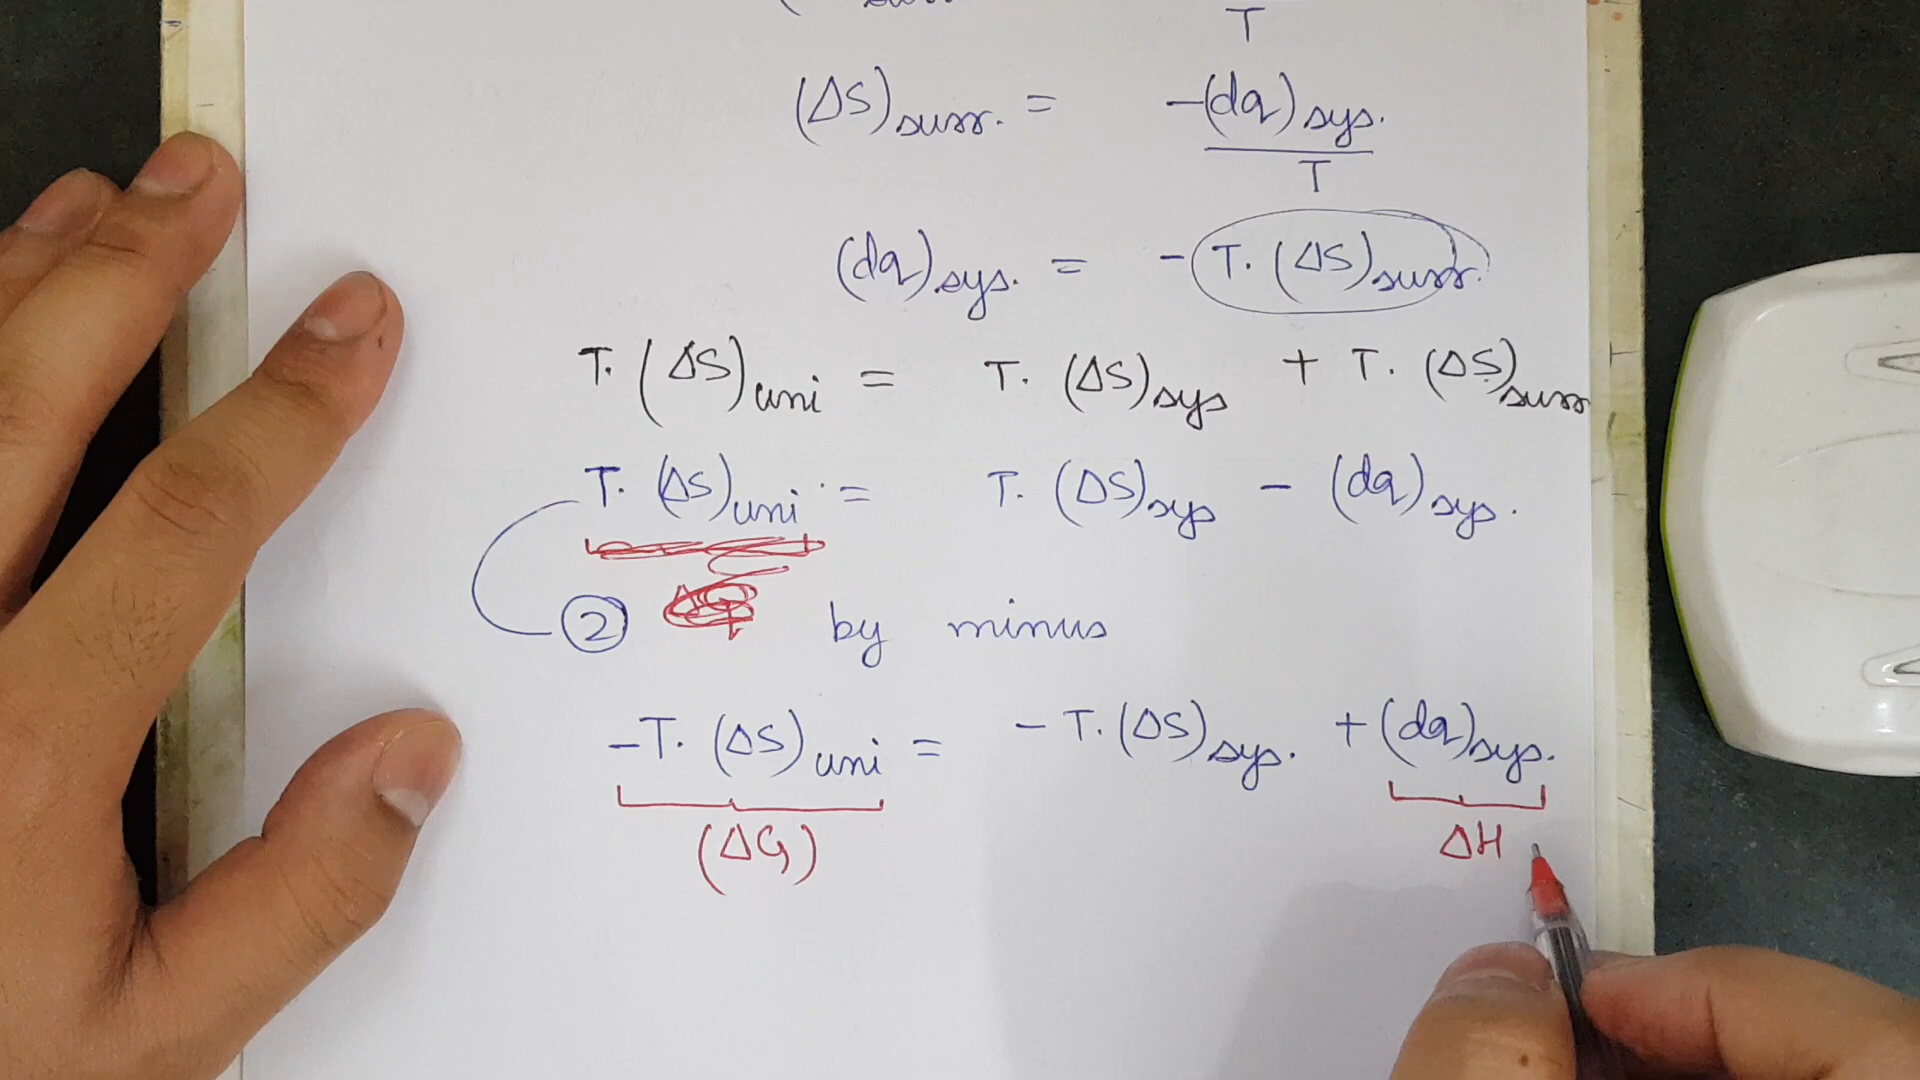 T
(ΔS)surr. = -(dq)sys.
T
(dq)sys. = - T. (ΔS)surr.
T. (ΔS)uni = T. (ΔS)sys + T. (ΔS)surr
T. (ΔS)uni = T. (ΔS)sys - (dq)sys.
2 by minus
-T. (ΔS)uni = - T. (ΔS)sys. + (dq)sys.
(ΔG) ΔH